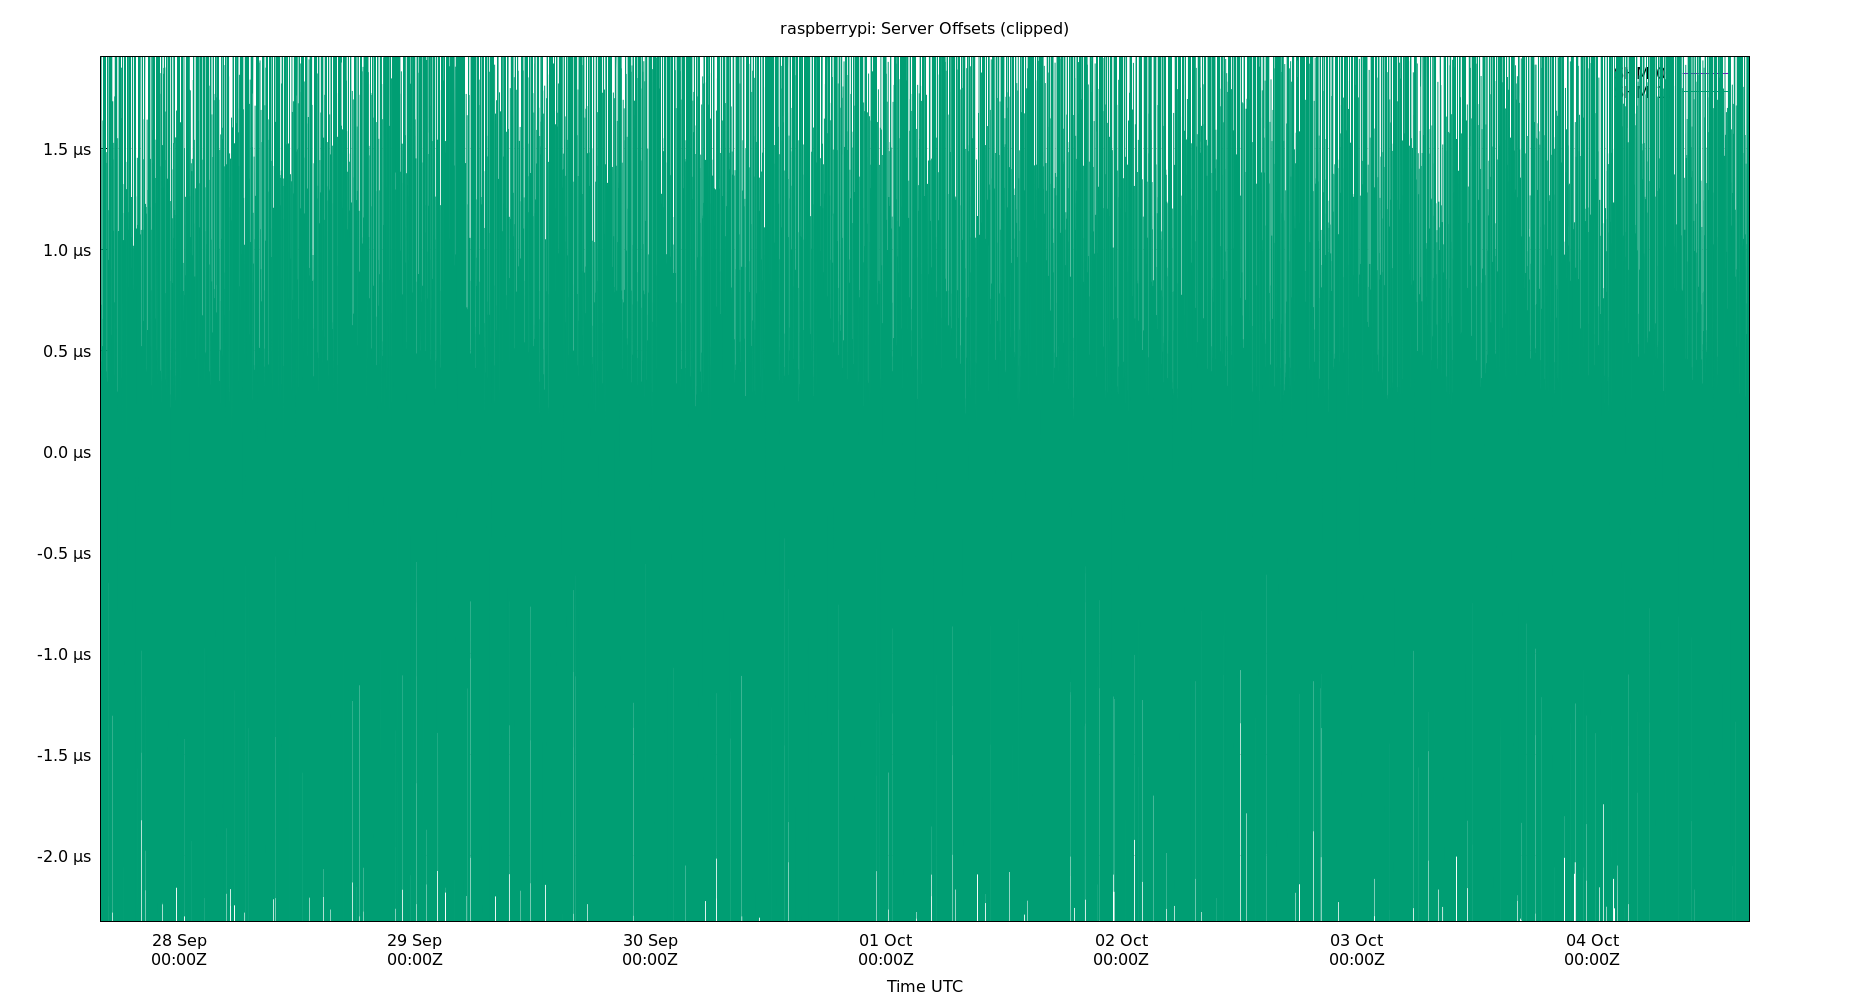 raspberrypi: Server Offsets (clipped)
1.5 µs
1.0 µs
0.5 µs
0.0 µs
-0.5 µs
-1.0 µs
-1.5 µs
-2.0 µs
28 Sep
00:00Z
29 Sep
00:00Z
30 Sep
00:00Z
01 Oct
00:00Z
02 Oct
00:00Z
03 Oct
00:00Z
04 Oct
00:00Z
Time UTC